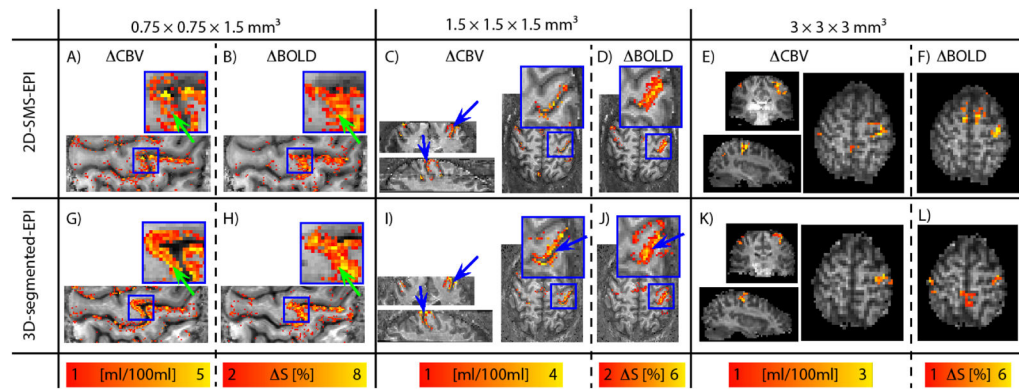 0.75 × 0.75 × 1.5 mm³
1.5 × 1.5 × 1.5 mm³
3 × 3 × 3 mm³
2D-SMS-EPI
A) ΔCBV
B) ΔBOLD
C) ΔCBV
D) ΔBOLD
E) ΔCBV
F) ΔBOLD
3D-segmented-EPI
G)
H)
I)
J)
K)
L)
1 [ml/100ml] 5
2 ΔS [%] 8
1 [ml/100ml] 4
2 ΔS [%] 6
1 [ml/100ml] 3
1 ΔS [%] 6